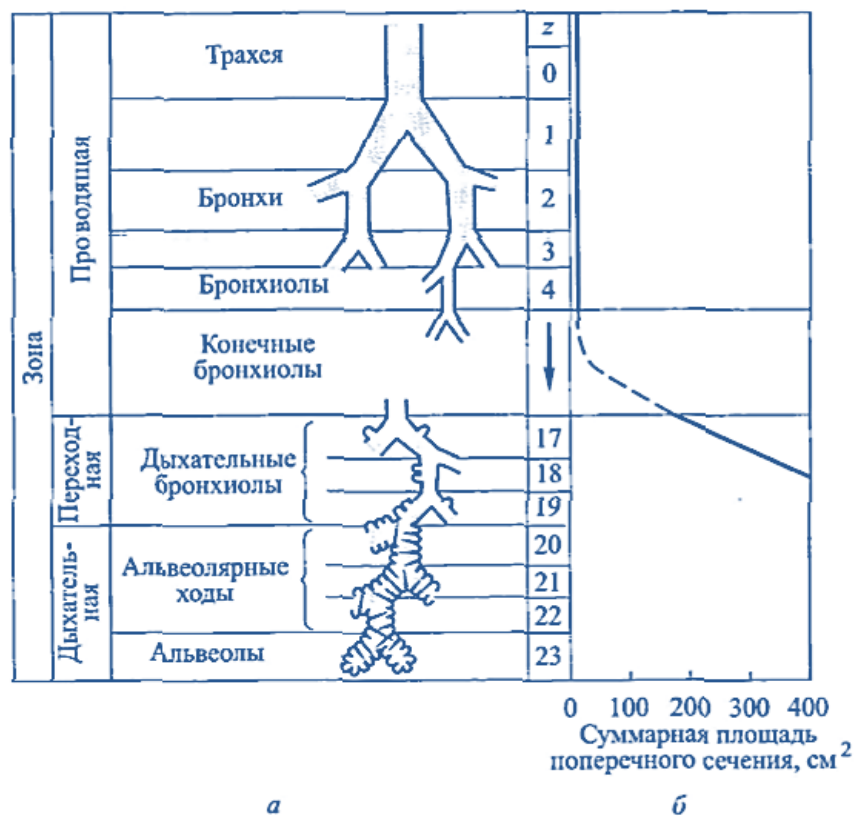 Зона
Проводящая
Переход-
ная
Дыхатель-
ная
Трахея
Бронхи
Бронхиолы
Конечные
бронхиолы
Дыхательные
бронхиолы
Альвеолярные
ходы
Альвеолы
z
0
1
2
3
4
17
18
19
20
21
22
23
0 100 200 300 400
Суммарная площадь
поперечного сечения, см²
а
б